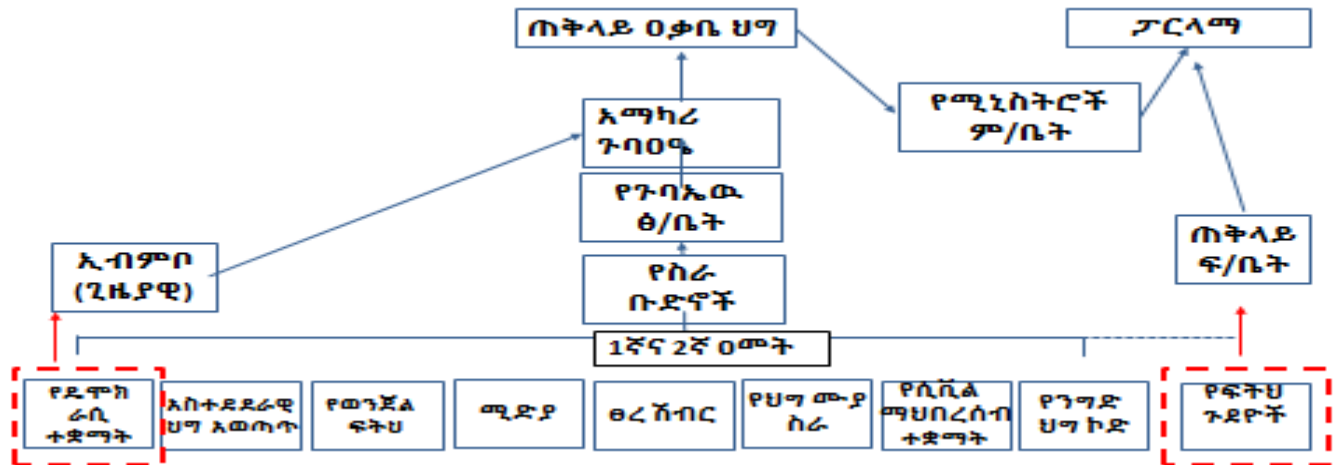 ጠቅላይ ዐቃቤ ህግ
ፓርላማ
የሚኒስትሮች
ም/ቤት
አማካሪ
ጉባዐዔ
የጉባኤዉ
ፅ/ቤት
ጠቅላይ
ፍ/ቤት
ኢብምቦ
(ጊዜያዊ)
የስራ
ቡድኖች
1ኛና 2ኛ ዐመት
የዴሞክ
ራሲ
ተቋማት
አስተደደራዊ
ህግ አወጣጥ
የወንጀል
ፍትህ
ሚድያ
ፀረ ሽብር
የህግ ሙያ
ስራ
የሲቪል
ማህበረሰብ
ተቋማት
የንግድ
ህግ ኮድ
የፍትህ
ጉደዮች